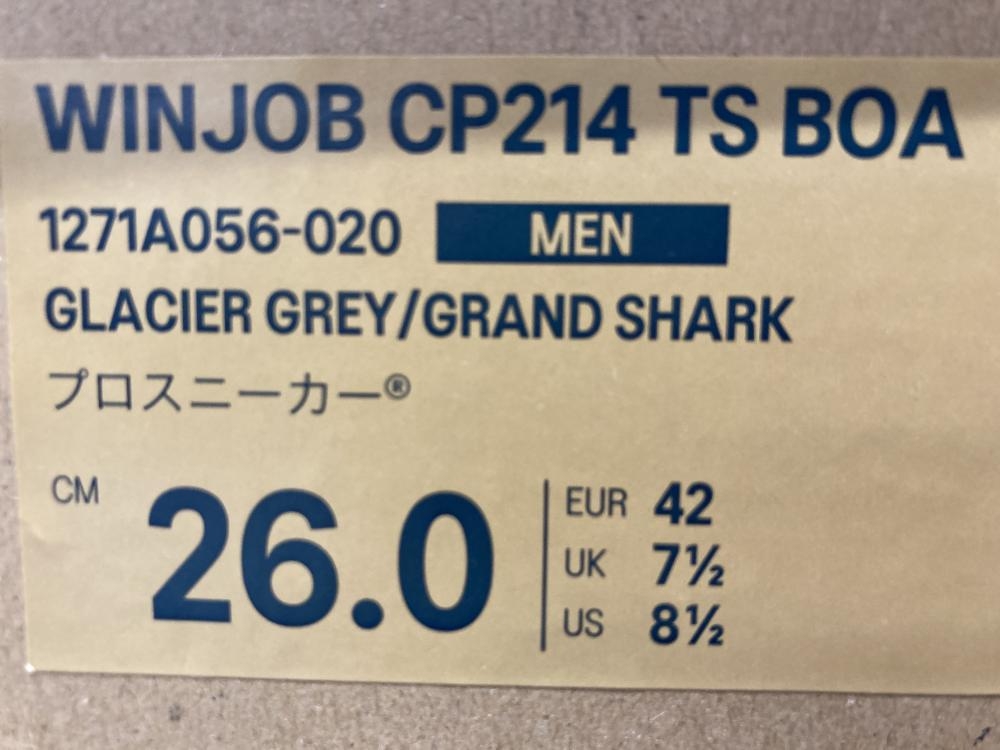 WINJOB CP214 TS BOA
1271A056-020 MEN
GLACIER GREY/GRAND SHARK
プロスニーカー®
CM 26.0
EUR 42
UK 7½
US 8½